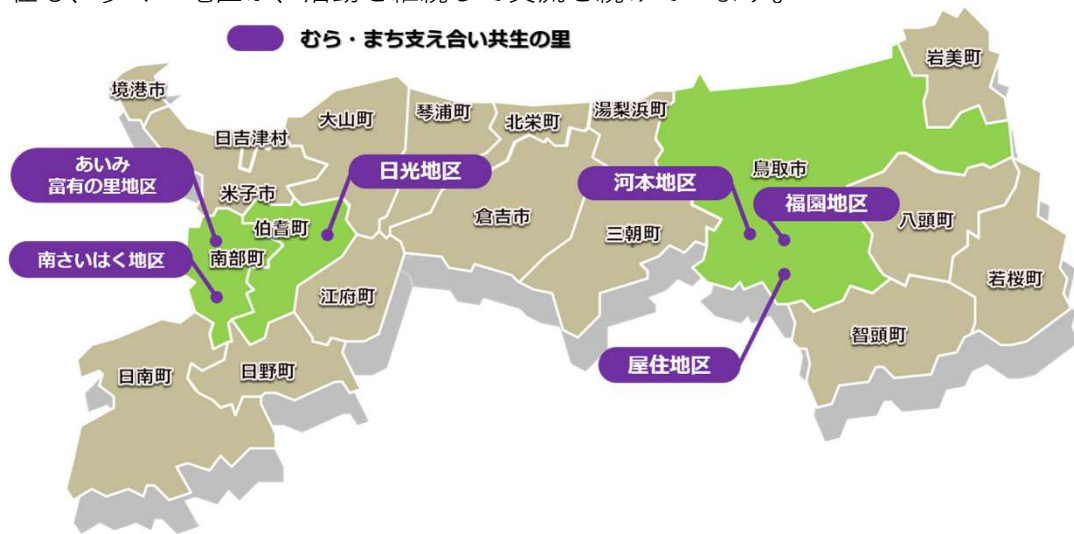 むら・まち支え合い共生の里
岩美町
境港市
大山町
琴浦町
北栄町
湯梨浜町
日吉津村
あいみ
富有の里地区
日光地区
河本地区
鳥取市
福園地区
米子市
伯耆町
倉吉市
三朝町
八頭町
南さいはく地区
南部町
江府町
若桜町
智頭町
屋住地区
日南町
日野町